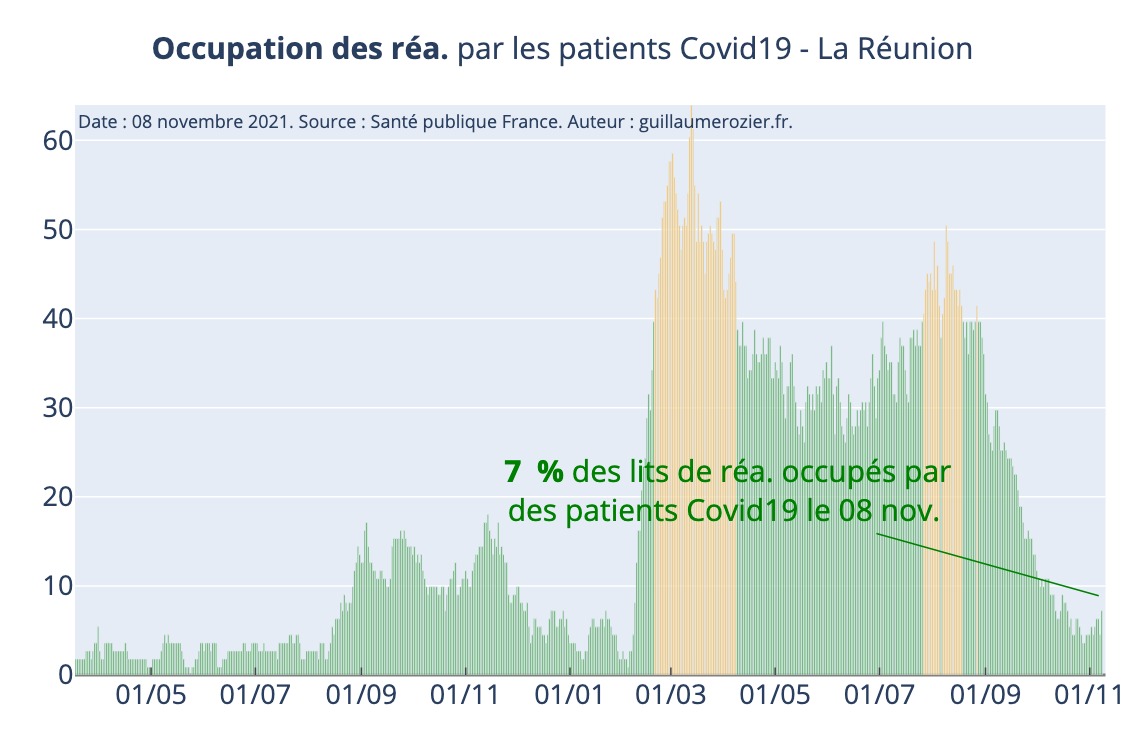 Occupation des réa. par les patients Covid19 - La Réunion
Date : 08 novembre 2021. Source : Santé publique France. Auteur : guillaumerozier.fr.
60
50
40
30
20
10
0
7 % des lits de réa. occupés par
des patients Covid19 le 08 nov.
01/05 01/07 01/09 01/11 01/01 01/03 01/05 01/07 01/09 01/11